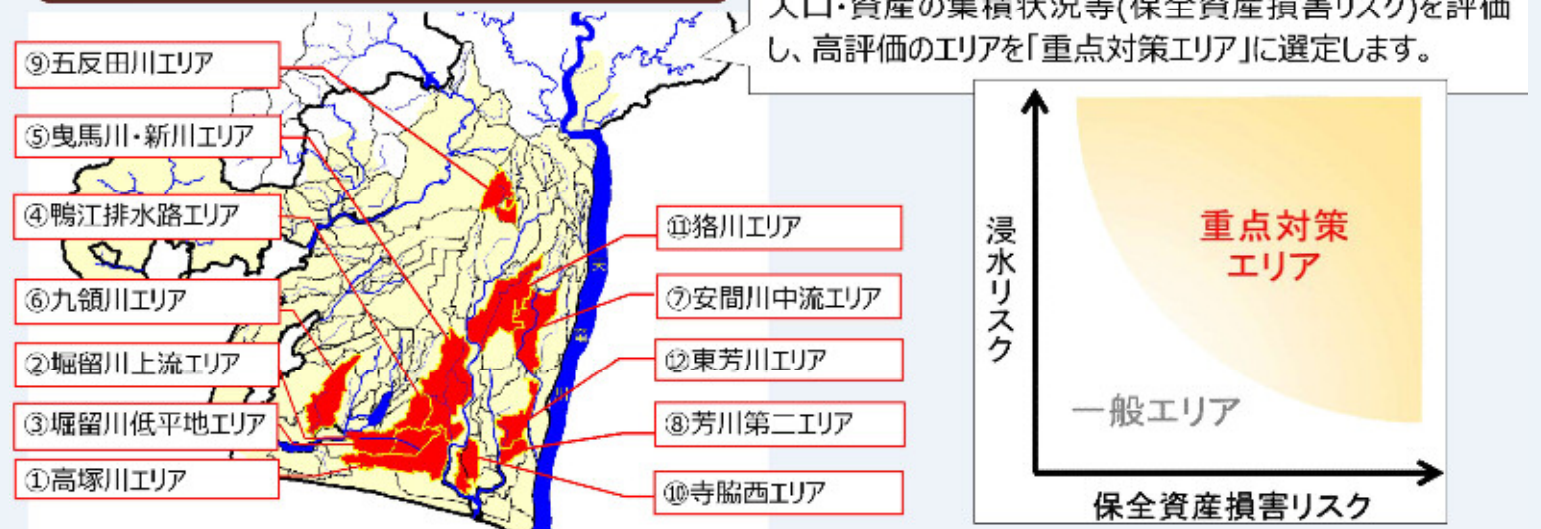 人口・資産の集積状況等(保全資産損害リスク)を評価
し、高評価のエリアを「重点対策エリア」に選定します。
⑨五反田川エリア
⑤曳馬川・新川エリア
④鴨江排水路エリア
⑥九領川エリア
②堀留川上流エリア
③堀留川低平地エリア
①高塚川エリア
⑪狢川エリア
⑦安間川中流エリア
⑫東芳川エリア
⑧芳川第二エリア
⑩寺脇西エリア
天
竜
川
浸水リスク
重点対策
エリア
一般エリア
保全資産損害リスク